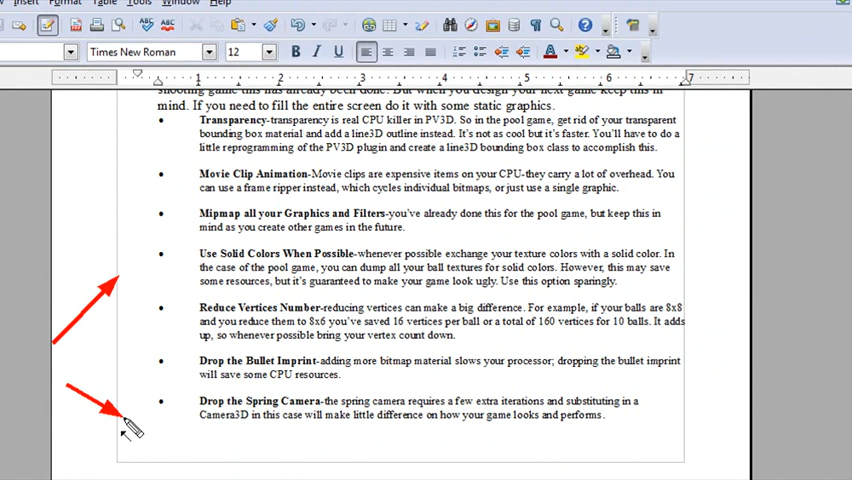 Insert Format Table Tools Window Help
Times New Roman 12
1 2 3 4 5 6 7
shooting game this has already been done. But when you design your next game keep this in
mind. If you need to fill the entire screen do it with some static graphics.
Transparency-transparency is real CPU killer in PV3D. So in the pool game, get rid of your transparent
bounding box material and add a line3D outline instead. It's not as cool but it's faster. You'll have to do a
little reprogramming of the PV3D plugin and create a line3D bounding box class to accomplish this.
Movie Clip Animation-Movie clips are expensive items on your CPU-they carry a lot of overhead. You
can use a frame ripper instead, which cycles individual bitmaps, or just use a single graphic.
Mipmap all your Graphics and Filters-you've already done this for the pool game, but keep this in
mind as you create other games in the future.
Use Solid Colors When Possible-whenever possible exchange your texture colors with a solid color. In
the case of the pool game, you can dump all your ball textures for solid colors. However, this may save
some resources, but it's guaranteed to make your game look ugly. Use this option sparingly.
Reduce Vertices Number-reducing vertices can make a big difference. For example, if your balls are 8x8
and you reduce them to 8x6 you've saved 16 vertices per ball or a total of 160 vertices for 10 balls. It adds
up, so whenever possible bring your vertex count down.
Drop the Bullet Imprint-adding more bitmap material slows your processor; dropping the bullet imprint
will save some CPU resources.
Drop the Spring Camera-the spring camera requires a few extra iterations and substituting in a
Camera3D in this case will make little difference on how your game looks and performs.